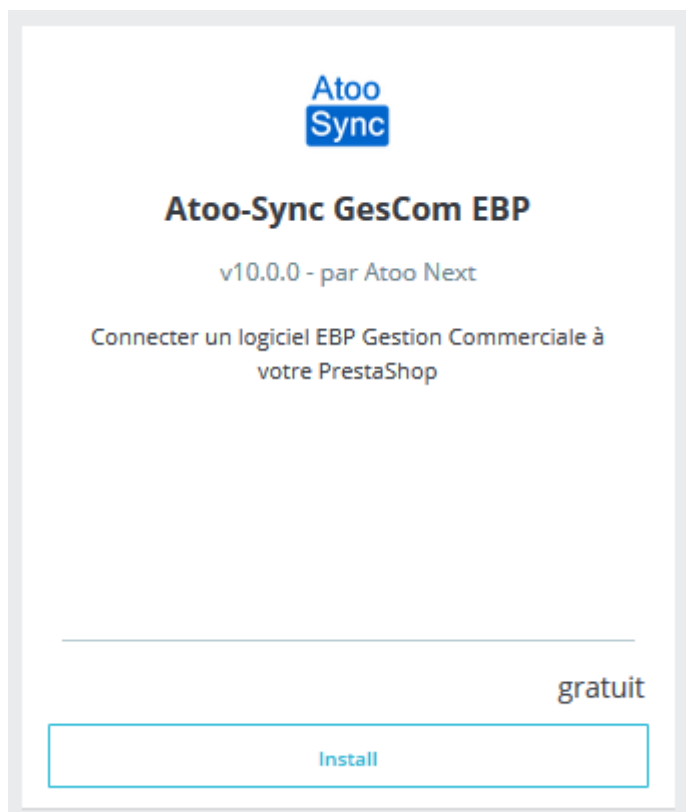 Atoo
Sync
Atoo-Sync GesCom EBP
v10.0.0 - par Atoo Next
Connecter un logiciel EBP Gestion Commerciale à
votre PrestaShop
gratuit
Install